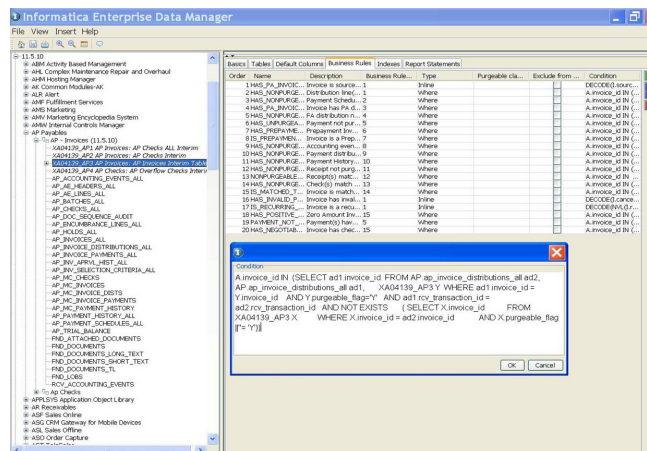 Informatica Enterprise Data Manager
File View Insert Help
11.5.10
ABM Activity Based Management
AHL Complex Maintenance Repair and Overhaul
AHM Hosting Manager
AK Common Modules-AK
ALR Alert
AMF Fulfillment Services
AMS Marketing
AMV Marketing Encyclopedia System
AMW Internal Controls Manager
AP Payables
AP - Invoices (11.5.10)
XA04139_AP1 AP Invoices: AP Checks ALL Interim
XA04139_AP2 AP Invoices: AP Checks Interim
XA04139_AP3 AP Invoices: AP Invoices Interim Table
XA04139_AP4 AP Checks: AP Overflow Checks Interi
AP_ACCOUNTING_EVENTS_ALL
AP_AE_HEADERS_ALL
AP_AE_LINES_ALL
AP_BATCHES_ALL
AP_CHECKS_ALL
AP_DOC_SEQUENCE_AUDIT
AP_ENCUMBRANCE_LINES_ALL
AP_HOLDS_ALL
AP_INVOICES_ALL
AP_INVOICE_DISTRIBUTIONS_ALL
AP_INVOICE_PAYMENTS_ALL
AP_INV_APRVL_HIST_ALL
AP_INV_SELECTION_CRITERIA_ALL
AP_MC_CHECKS
AP_MC_INVOICES
AP_MC_INVOICE_DISTS
AP_MC_INVOICE_PAYMENTS
AP_MC_PAYMENT_HISTORY
AP_PAYMENT_HISTORY_ALL
AP_PAYMENT_SCHEDULES_ALL
AP_TRIAL_BALANCE
FND_ATTACHED_DOCUMENTS
FND_DOCUMENTS
FND_DOCUMENTS_LONG_TEXT
FND_DOCUMENTS_SHORT_TEXT
FND_DOCUMENTS_TL
FND_LOBS
RCV_ACCOUNTING_EVENTS
Ap Checks
APPLSYS Application Object Library
AR Receivables
ASF Sales Online
ASG CRM Gateway for Mobile Devices
ASL Sales Offline
ASO Order Capture
Basics Tables Default Columns Business Rules Indexes Report Statements
Order Name Description Business Rule... Type Purgeable cla... Exclude from ... Condition
1 HAS_PA_INVOIC... Invoice is source... 1 Inline DECODE(I.sourc...
2 HAS_NONPURGE... Distribution line(... 1 Where A.invoice_id IN (...
3 HAS_NONPURGE... Payment Schedu... 2 Where A.invoice_id IN (...
4 HAS_PA_INVOIC... Invoice has PA d... 3 Where A.invoice_id IN (...
5 HAS_NONPURGE... FA distribution n... 4 Where A.invoice_id IN (...
6 HAS_UNPURGEA... Payment not pur... 5 Where A.invoice_id IN (...
7 HAS_PREPAYME... Prepayment Inv... 6 Where A.invoice_id IN (...
8 IS_PREPAYMEN... Invoice is a Prep... 7 Where A.invoice_id IN (...
9 HAS_NONPURGE... Accounting even... 8 Where A.invoice_id IN (...
10 HAS_NONPURGE... Payment distribu... 9 Where A.invoice_id IN (...
11 HAS_NONPURGE... Payment History... 10 Where A.invoice_id IN (...
12 HAS_NONPURGE... Receipt not purg... 11 Where A.invoice_id IN (...
13 NONPURGEABLE... Receipt(s) matc... 12 Where A.invoice_id IN (...
14 HAS_NONPURGE... Check(s) match ... 13 Where A.invoice_id IN (...
15 IS_MATCHED_T... Invoice is match... 14 Where A.invoice_id IN (...
16 HAS_INVALID_P... Invoice has inval... 1 Inline DECODE(I.cance...
17 IS_RECURRING_... Invoice is a recu... 1 Inline DECODE(NVL(I.r...
18 HAS_POSITIVE_... Zero Amount Inv... 15 Where A.invoice_id IN (...
19 PAYMENT_NOT_... Payment(s) hav... 5 Where A.invoice_id IN (...
20 HAS_NEGOTIAB... Invoice has chec... 15 Where A.invoice_id IN (...
Condition
A.invoice_id IN (SELECT ad1.invoice_id FROM AP.ap_invoice_distributions_all ad2,
AP.ap_invoice_distributions_all ad1, XA04139_AP3 Y WHERE ad1.invoice_id =
Y.invoice_id AND Y.purgeable_flag='Y' AND ad1.rcv_transaction_id =
ad2.rcv_transaction_id AND NOT EXISTS ( SELECT X.invoice_id FROM
XA04139_AP3 X WHERE X.invoice_id = ad2.invoice_id AND X.purgeable_flag
||''= 'Y'))
OK Cancel